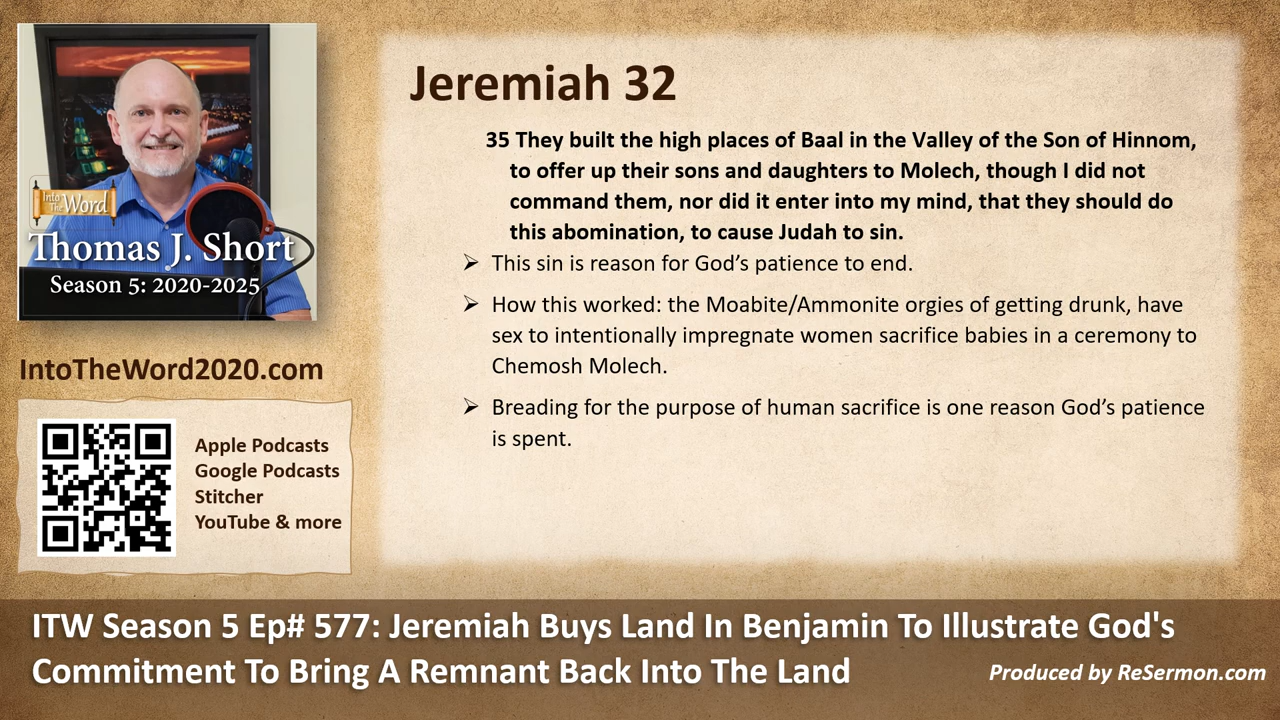 Into
The Word
Thomas J. Short
Season 5: 2020-2025
IntoTheWord2020.com
Apple Podcasts
Google Podcasts
Stitcher
YouTube & more
Jeremiah 32
35 They built the high places of Baal in the Valley of the Son of Hinnom,
to offer up their sons and daughters to Molech, though I did not
command them, nor did it enter into my mind, that they should do
this abomination, to cause Judah to sin.
➢ This sin is reason for God’s patience to end.
➢ How this worked: the Moabite/Ammonite orgies of getting drunk, have
sex to intentionally impregnate women sacrifice babies in a ceremony to
Chemosh Molech.
➢ Breading for the purpose of human sacrifice is one reason God’s patience
is spent.
ITW Season 5 Ep# 577: Jeremiah Buys Land In Benjamin To Illustrate God's
Commitment To Bring A Remnant Back Into The Land
Produced by ReSermon.com